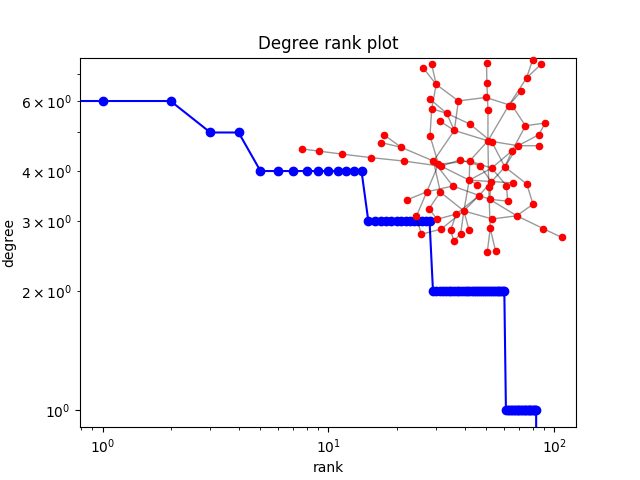 Degree rank plot
degree
6 × 10⁰
4 × 10⁰
3 × 10⁰
2 × 10⁰
10⁰
10⁰ 10¹ 10²
rank